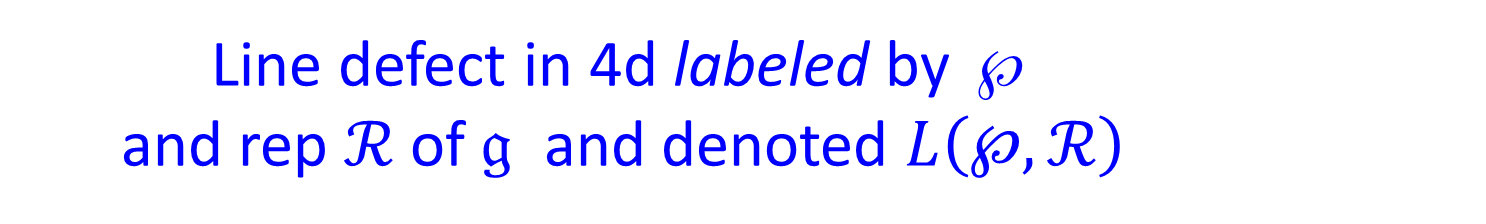 Line defect in 4d labeled by ℘
and rep ℛ of 𝔤 and denoted 𝐿(℘, ℛ)